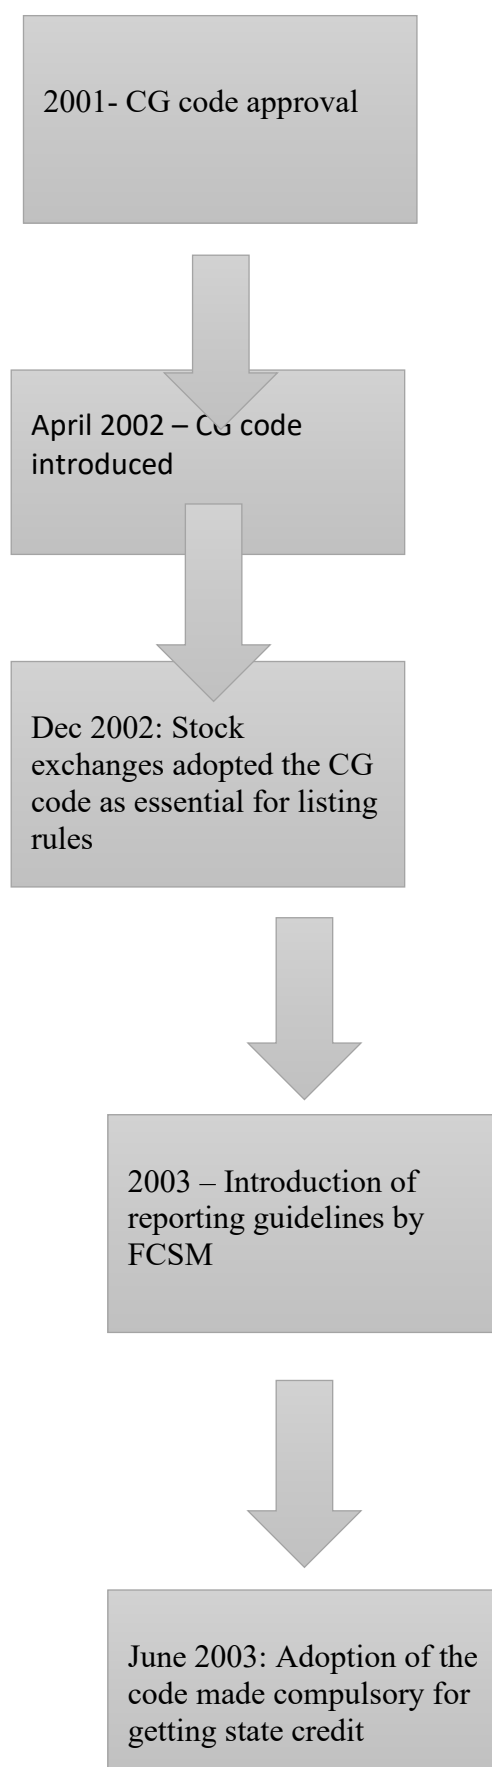 2001- CG code approval
April 2002 – CG code
introduced
Dec 2002: Stock
exchanges adopted the CG
code as essential for listing
rules
2003 – Introduction of
reporting guidelines by
FCSM
June 2003: Adoption of the
code made compulsory for
getting state credit